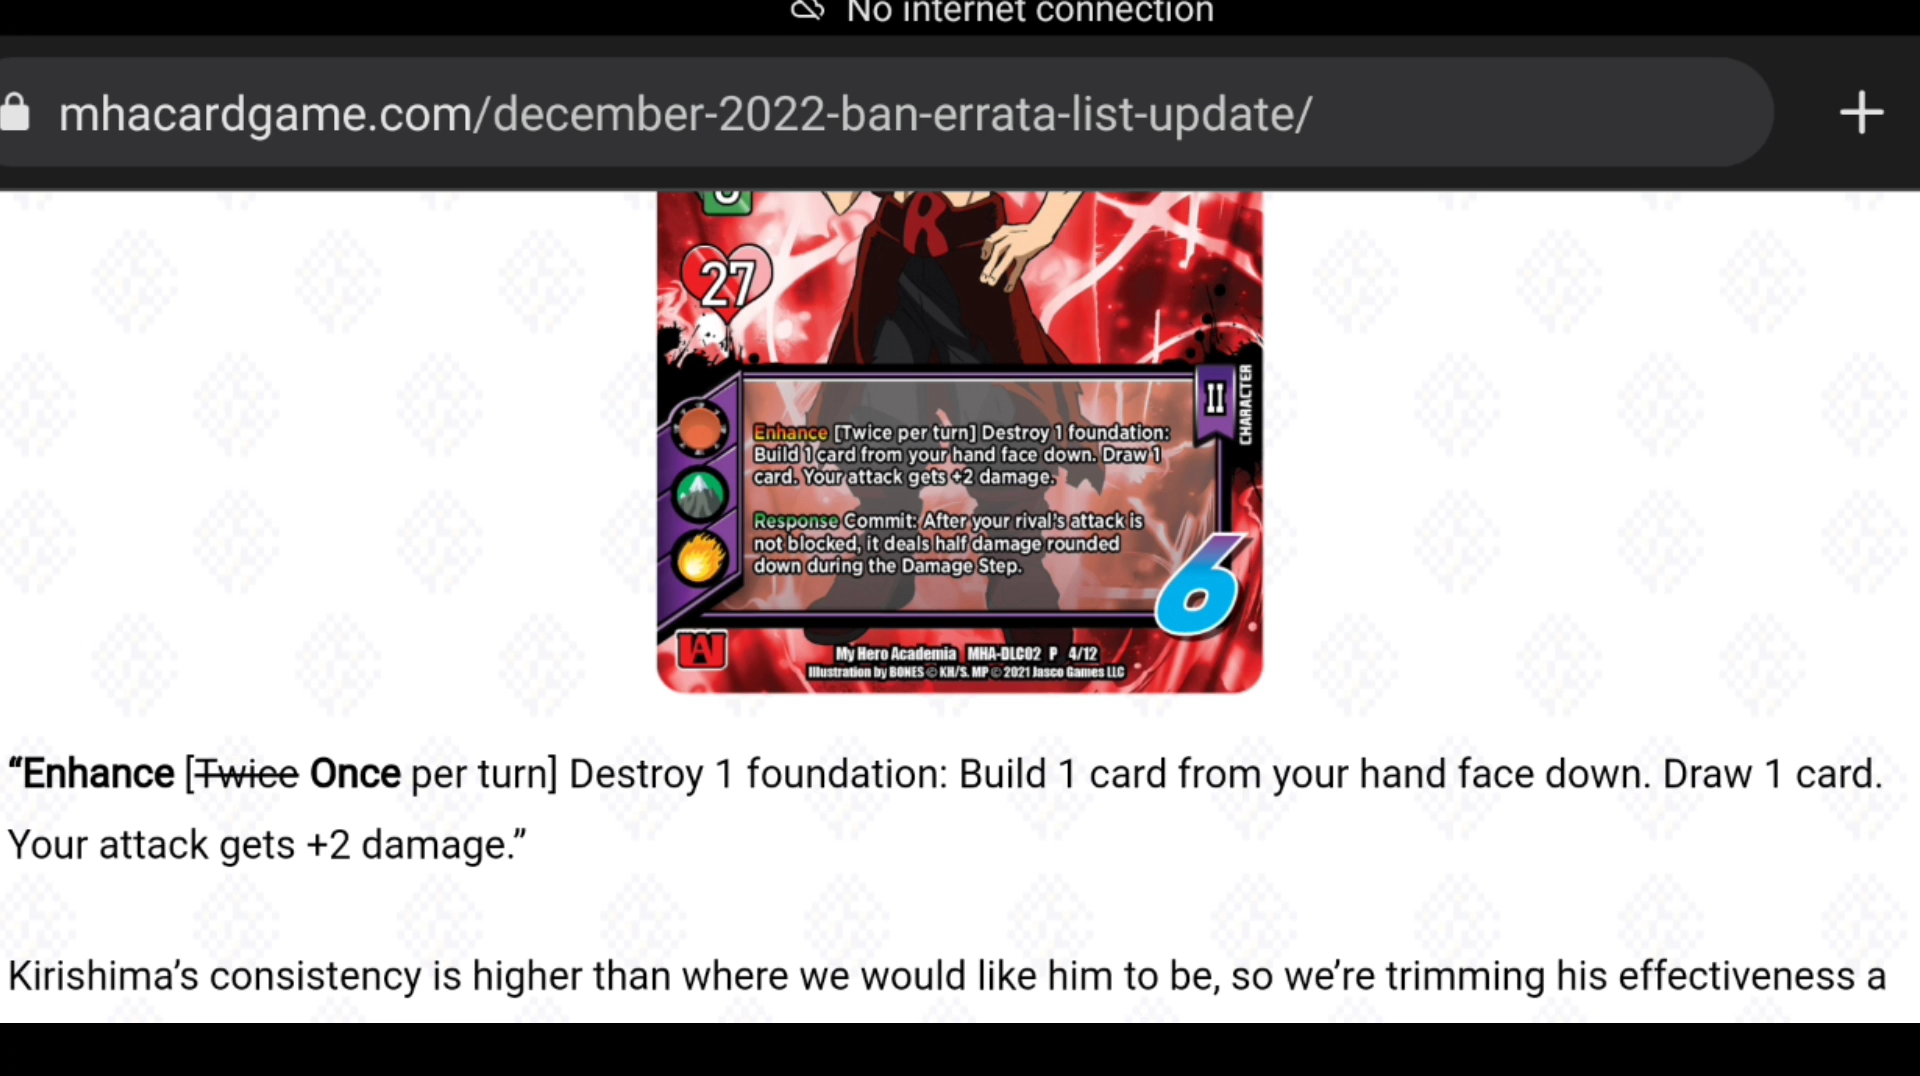 No internet connection
mhacardgame.com/december-2022-ban-errata-list-update/
R
27
II
CHARACTER
Enhance [Twice per turn] Destroy 1 foundation:
Build 1 card from your hand face down. Draw 1
card. Your attack gets +2 damage.
Response Commit: After your rival's attack is
not blocked, it deals half damage rounded
down during the Damage Step.
6
My Hero Academia MHA-DLC02 P 4/12
Illustration by BONES © KH/S. MP © 2021 Jasco Games LLC
“Enhance [Twice Once per turn] Destroy 1 foundation: Build 1 card from your hand face down. Draw 1 card.
Your attack gets +2 damage.”
Kirishima’s consistency is higher than where we would like him to be, so we’re trimming his effectiveness a